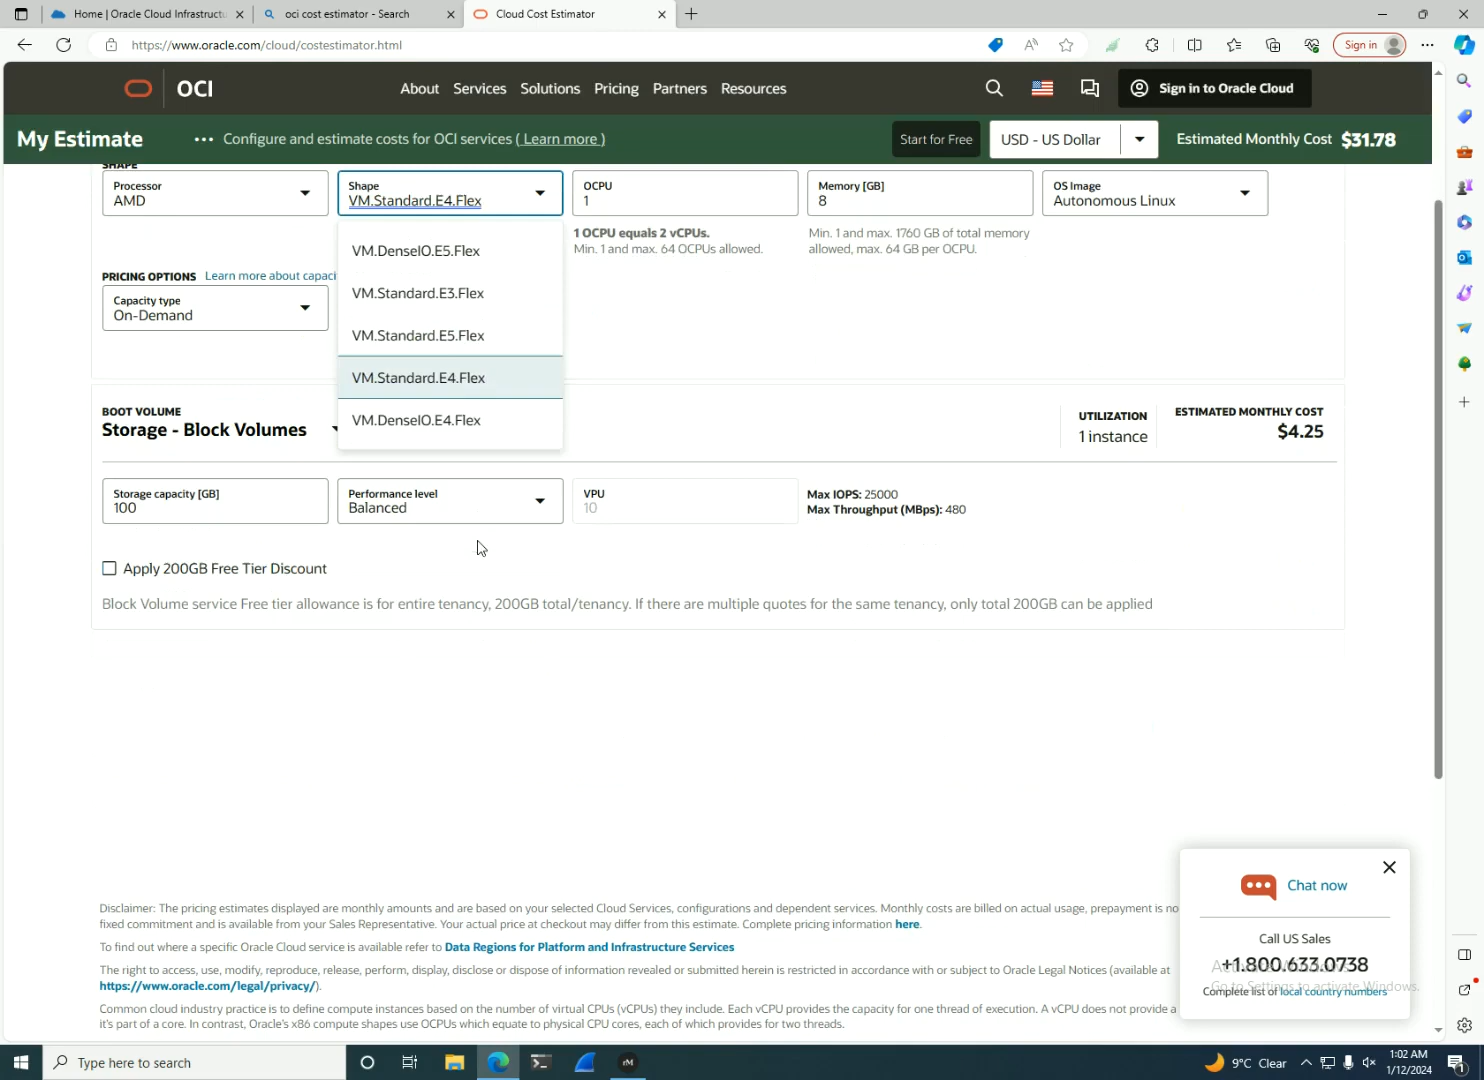 Home | Oracle Cloud Infrastructu
oci cost estimator - Search
Cloud Cost Estimator
https://www.oracle.com/cloud/costestimator.html
Sign in
OCI
About
Services
Solutions
Pricing
Partners
Resources
Sign in to Oracle Cloud
My Estimate
Configure and estimate costs for OCI services ( Learn more )
Start for Free
USD - US Dollar
Estimated Monthly Cost $31.78
SHAPE
Processor
AMD
Shape
VM.Standard.E4.Flex
OCPU
1
Memory [GB]
8
OS Image
Autonomous Linux
1 OCPU equals 2 vCPUs.
Min. 1 and max. 64 OCPUs allowed.
Min. 1 and max. 1760 GB of total memory
allowed, max. 64 GB per OCPU.
VM.DenseIO.E5.Flex
VM.Standard.E3.Flex
VM.Standard.E5.Flex
VM.Standard.E4.Flex
VM.DenseIO.E4.Flex
PRICING OPTIONS Learn more about capaci
Capacity type
On-Demand
BOOT VOLUME
Storage - Block Volumes
UTILIZATION
1 instance
ESTIMATED MONTHLY COST
$4.25
Storage capacity [GB]
100
Performance level
Balanced
VPU
10
Max IOPS: 25000
Max Throughput (MBps): 480
Apply 200GB Free Tier Discount
Block Volume service Free tier allowance is for entire tenancy, 200GB total/tenancy. If there are multiple quotes for the same tenancy, only total 200GB can be applied
Disclaimer: The pricing estimates displayed are monthly amounts and are based on your selected Cloud Services, configurations and dependent services. Monthly costs are billed on actual usage, prepayment is no
fixed commitment and is available from your Sales Representative. Your actual price at checkout may differ from this estimate. Complete pricing information here.
To find out where a specific Oracle Cloud service is available refer to Data Regions for Platform and Infrastructure Services
The right to access, use, modify, reproduce, release, perform, display, disclose or dispose of information revealed or submitted herein is restricted in accordance with or subject to Oracle Legal Notices (available at
https://www.oracle.com/legal/privacy/).
Common cloud industry practice is to define compute instances based on the number of virtual CPUs (vCPUs) they include. Each vCPU provides the capacity for one thread of execution. A vCPU does not provide a
it's part of a core. In contrast, Oracle's x86 compute shapes use OCPUs which equate to physical CPU cores, each of which provides for two threads.
Chat now
Call US Sales
+1.800.633.0738
Complete list of local country numbers
Activate Windows
Go to Settings to activate Windows.
Type here to search
rM
9°C Clear
1:02 AM
1/12/2024
1